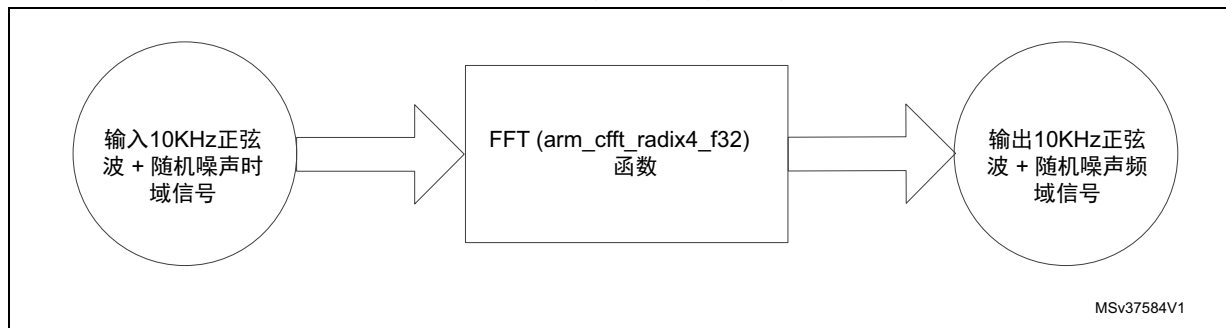 输入10KHz正弦
波 + 随机噪声时
域信号
FFT (arm_cfft_radix4_f32)
函数
输出10KHz正弦
波 + 随机噪声频
域信号
MSv37584V1